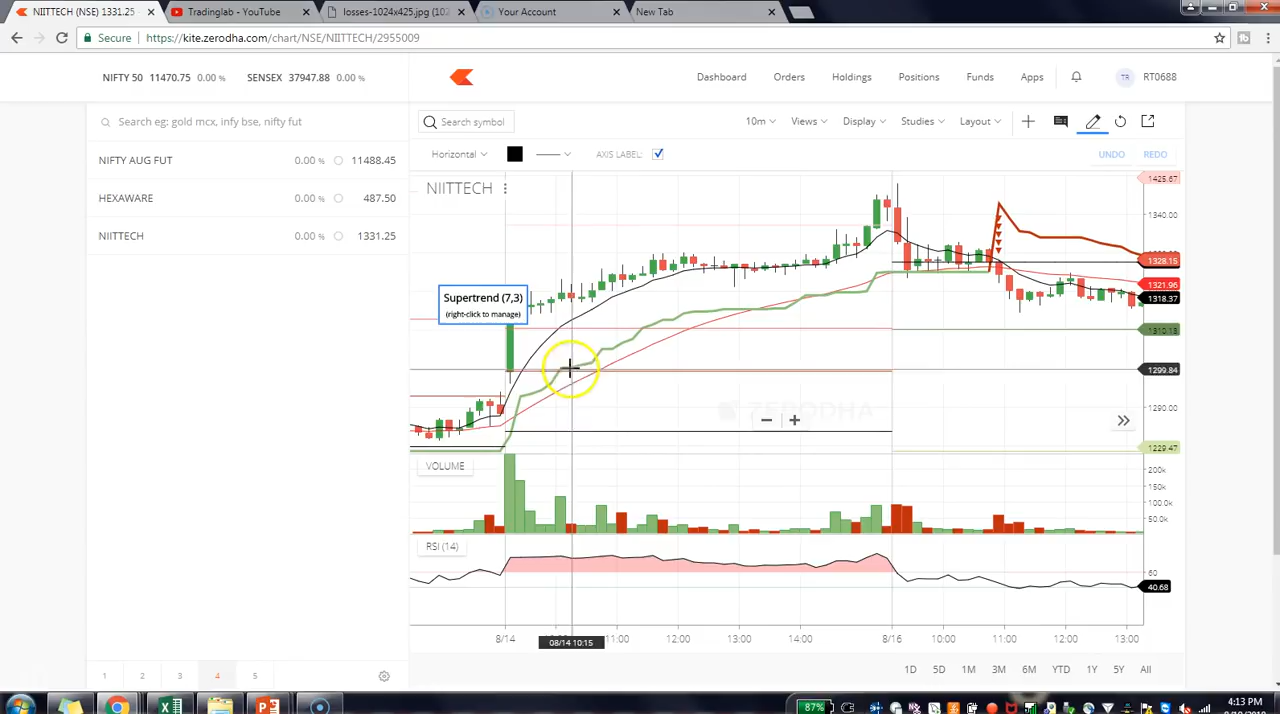 NIITTECH (NSE) 1331.25 ×
Tradinglab - YouTube ×
losses-1024x425.jpg (102 ×
Your Account ×
New Tab ×
Secure https://kite.zerodha.com/chart/NSE/NIITTECH/2955009
NIFTY 50 11470.75 0.00 % SENSEX 37947.88 0.00 %
Dashboard Orders Holdings Positions Funds Apps TR RT0688
Search eg: gold mcx, infy bse, nifty fut
Search symbol 10m Views Display Studies Layout
NIFTY AUG FUT 0.00 % 11488.45
HEXAWARE 0.00 % 487.50
NIITTECH 0.00 % 1331.25
Horizontal AXIS LABEL: UNDO REDO
NIITTECH
Supertrend (7,3)
(right-click to manage)
1425.67
1340.00
1328.15
1321.96
1318.37
1310.13
1299.84
1290.00
1229.47
ZERODHA
VOLUME
200k
150k
100.0k
50.0k
RSI (14)
60
40.68
8/14 11:00 12:00 13:00 14:00 8/16 10:00 11:00 12:00 13:00
08/14 10:15
1D 5D 1M 3M 6M YTD 1Y 5Y All
1 2 3 4 5
87%
4:13 PM